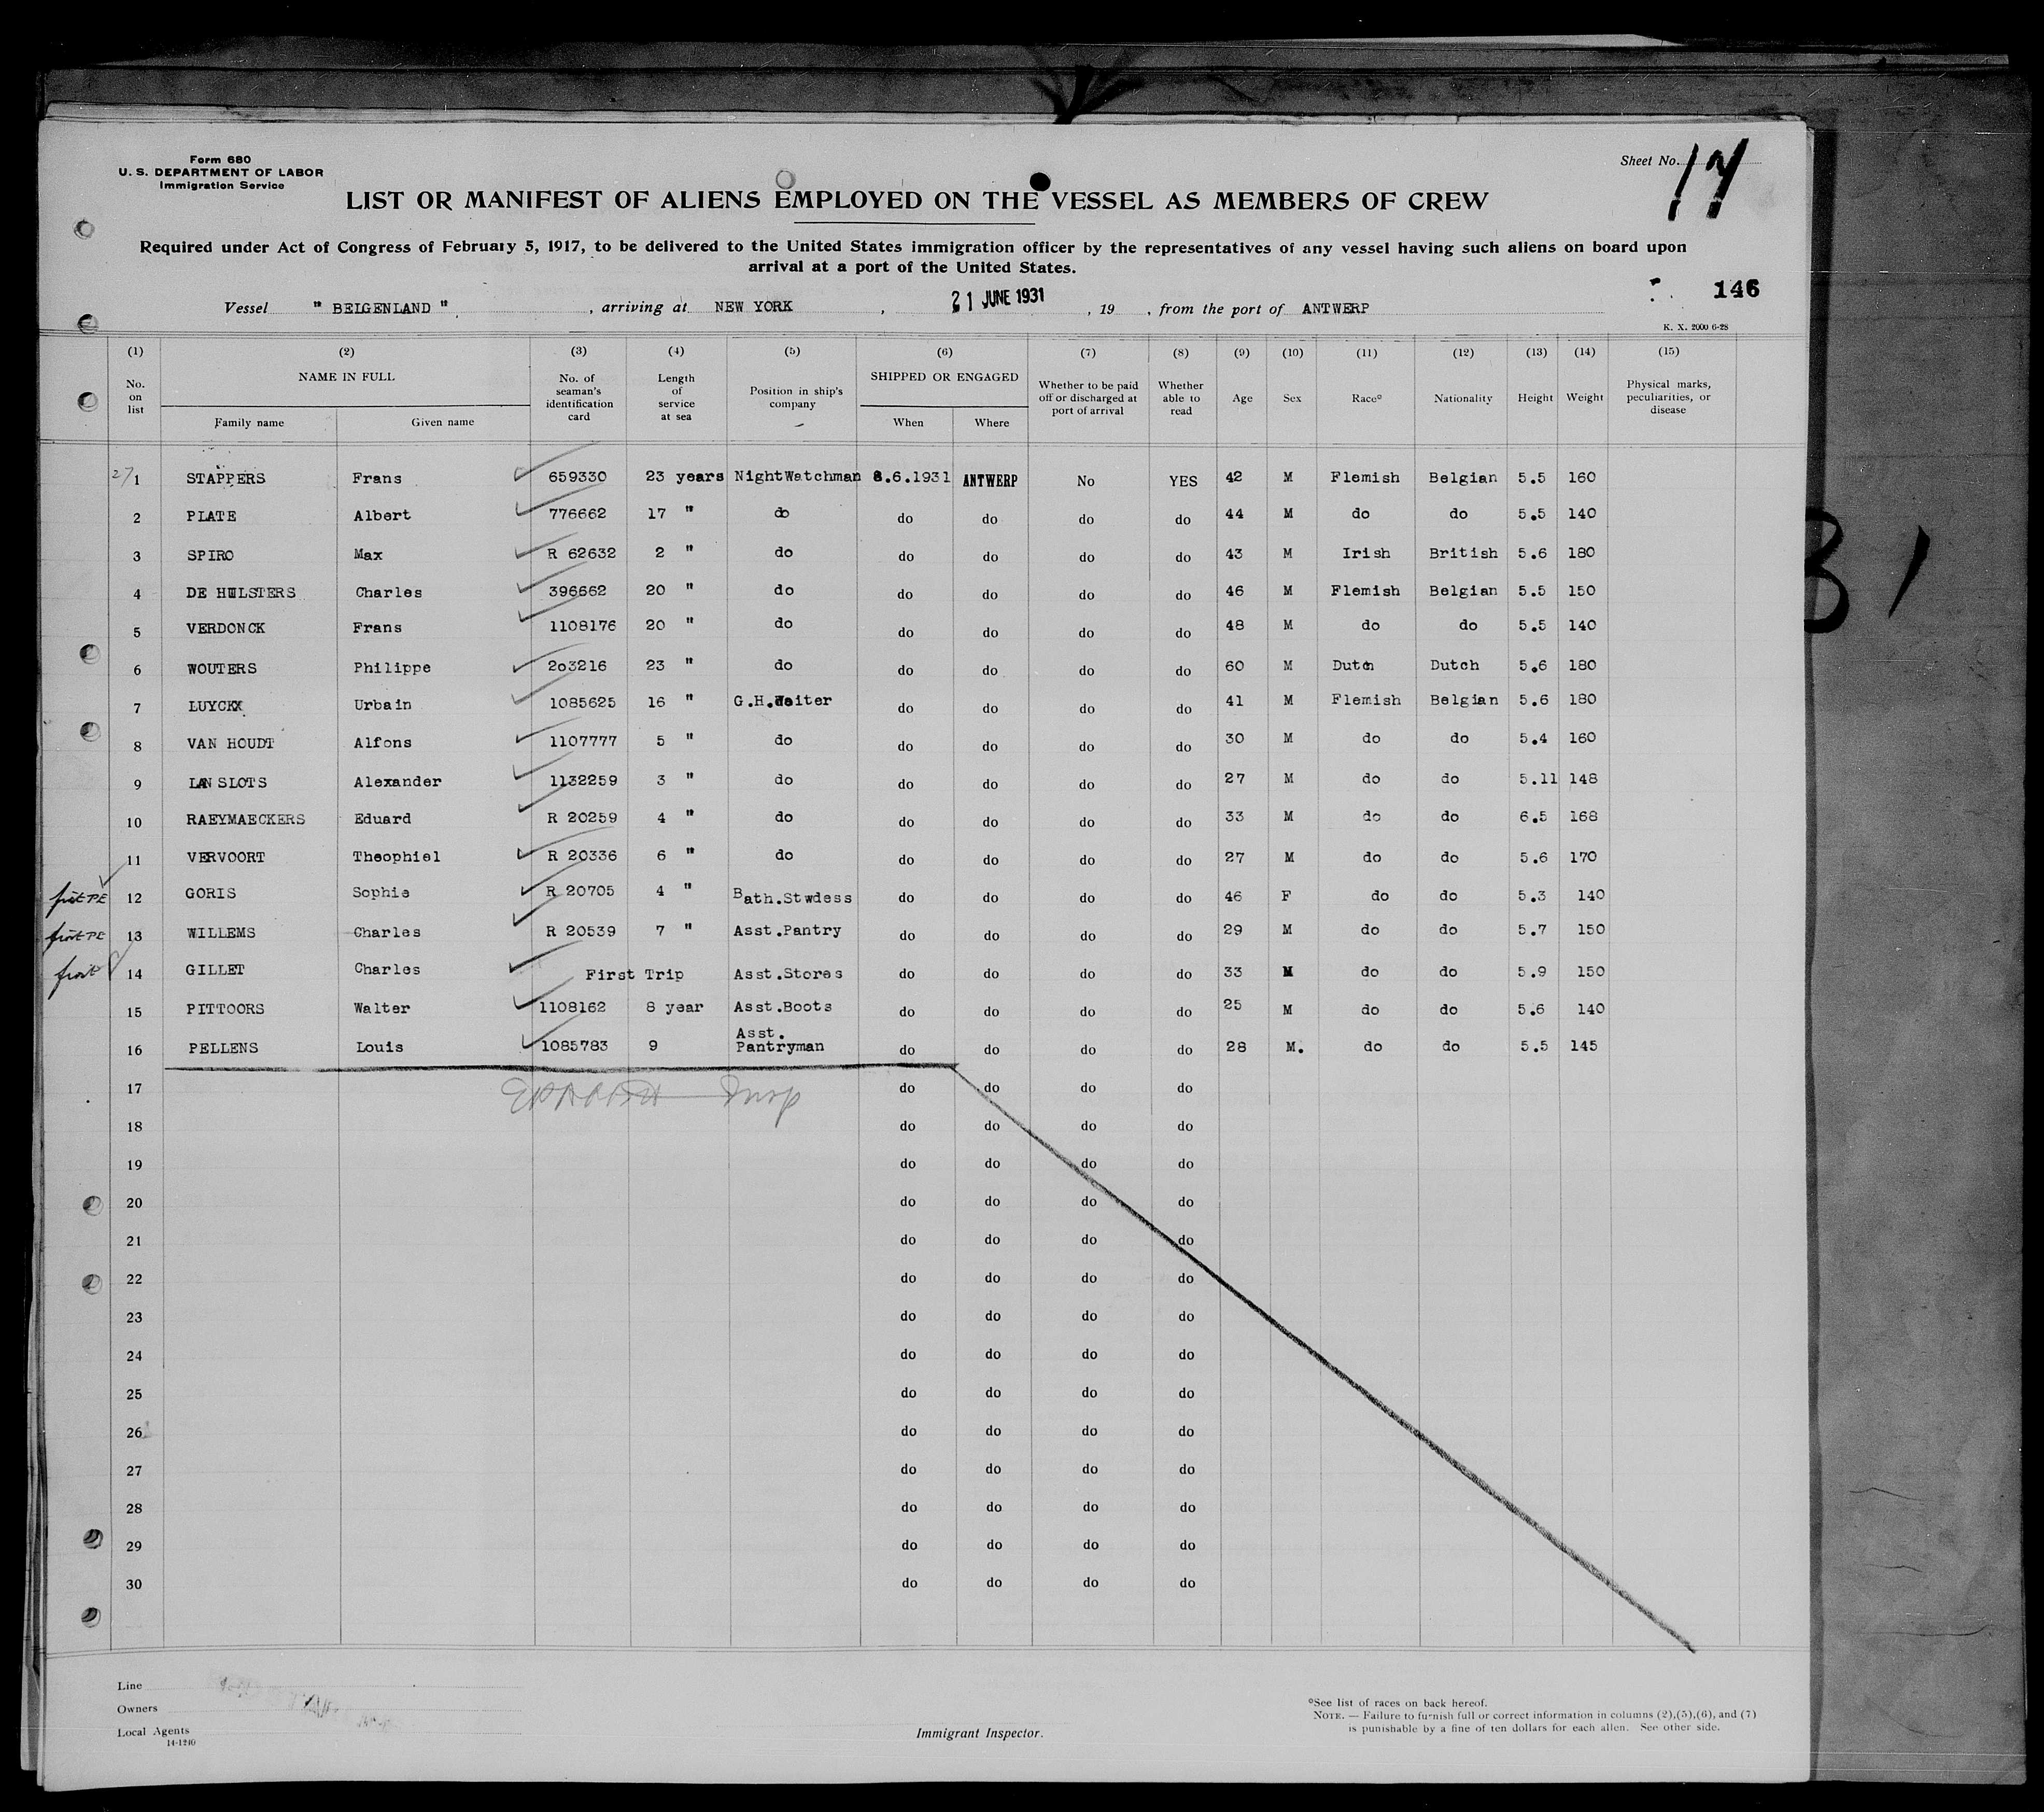 Form 680
U. S. DEPARTMENT OF LABOR
Immigration Service
Sheet No. 17
LIST OR MANIFEST OF ALIENS EMPLOYED ON THE VESSEL AS MEMBERS OF CREW
Required under Act of Congress of February 5, 1917, to be delivered to the United States immigration officer by the representatives of any vessel having such aliens on board upon
arrival at a port of the United States.
146
Vessel " BELGENLAND " , arriving at NEW YORK , 21 JUNE 1931 , 19 , from the port of ANTWERP
K. X. 2000 6-28
(1) (2) (3) (4) (5) (6) (7) (8) (9) (10) (11) (12) (13) (14) (15)
No. on list NAME IN FULL Family name Given name No. of seaman's identification card Length of service at sea Position in ship's company SHIPPED OR ENGAGED When Where Whether to be paid off or discharged at port of arrival Whether able to read Age Sex Race* Nationality Height Weight Physical marks, peculiarities, or disease
1 STAPPERS Frans 659330 23 years NightWatchman 8.6.1931 ANTWERP No YES 42 M Flemish Belgian 5.5 160
2 PLATE Albert 776662 17 " do do do do do 44 M do do 5.5 140
3 SPIRO Max R 62632 2 " do do do do do 43 M Irish British 5.6 180
4 DE HULSTERS Charles 396662 20 " do do do do do 46 M Flemish Belgian 5.5 150
5 VERDONCK Frans 1108176 20 " do do do do do 48 M do do 5.5 140
6 WOUTERS Philippe 203216 23 " do do do do do 60 M Dutch Dutch 5.6 180
7 LUYCKX Urbain 1085625 16 " G.H.Waiter do do do do 41 M Flemish Belgian 5.6 180
8 VAN HOUDT Alfons 1107777 5 " do do do do do 30 M do do 5.4 160
9 LAN SLOTS Alexander 1132259 3 " do do do do do 27 M do do 5.11 148
10 RAEYMAECKERS Eduard R 20259 4 " do do do do do 33 M do do 6.5 168
11 VERVOORT Theophiel R 20336 6 " do do do do do 27 M do do 5.6 170
12 GORIS Sophie R 20705 4 " Bath.Stwdess do do do do 46 F do do 5.3 140
13 WILLEMS Charles R 20539 7 " Asst.Pantry do do do do 29 M do do 5.7 150
14 GILLET Charles First Trip Asst.Stores do do do do 33 M do do 5.9 150
15 PITTOORS Walter 1108162 8 year Asst.Boots do do do do 25 M do do 5.6 140
16 PELLENS Louis 1085783 9 Asst. Pantryman do do do do 28 M. do do 5.5 145
17 do do do do
18 do do do do
19 do do do do
20 do do do do
21 do do do do
22 do do do do
23 do do do do
24 do do do do
25 do do do do
26 do do do do
27 do do do do
28 do do do do
29 do do do do
30 do do do do
Line
Owners
Local Agents
14-1240
Immigrant Inspector.
*See list of races on back hereof.
NOTE. — Failure to furnish full or correct information in columns (2),(5),(6), and (7)
is punishable by a fine of ten dollars for each alien. See other side.